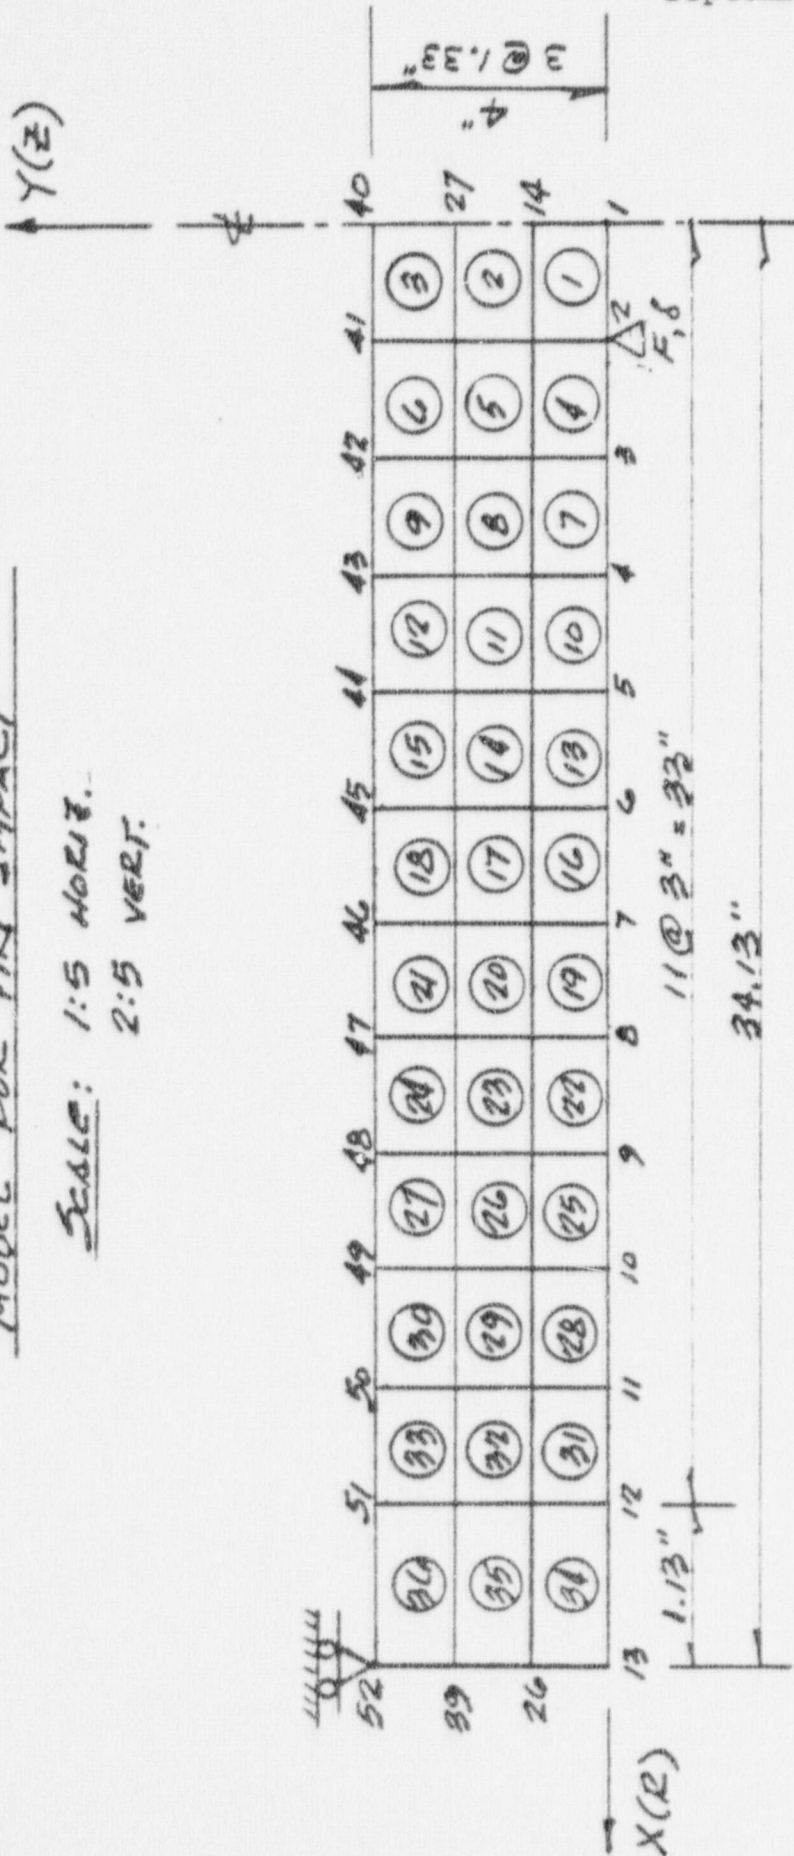 MODEL FOR PIN IMPACT
SCALE: 1:5 HORIZ.
2:5 VERT.
Y(Z)
℄
52 51 50 49 48 47 46 45 44 43 42 41 40
36 33 30 27 24 21 18 15 12 9 6 3
39 27
35 32 29 26 23 20 17 14 11 8 5 2
26 14
34 31 28 25 22 19 16 13 10 7 4 1
13 12 11 10 9 8 7 6 5 4 3 2 1
F, δ
X(R)
4"
3 @ 1.33"
1.13"
11 @ 3" = 33"
34.13"